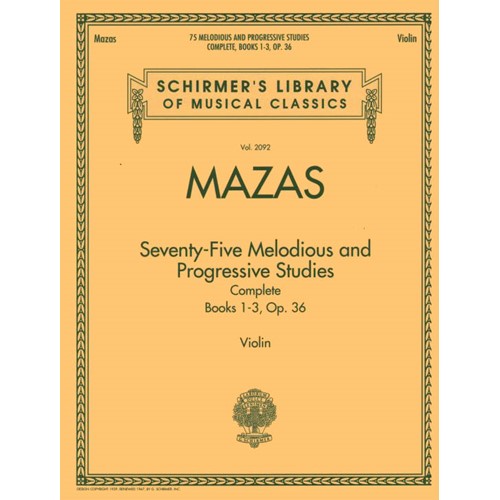 Mazas
75 MELODIOUS AND PROGRESSIVE STUDIES
COMPLETE, BOOKS 1-3, OP. 36
Violin
SCHIRMER'S LIBRARY
OF MUSICAL CLASSICS
Vol. 2092
MAZAS
Seventy-Five Melodious and
Progressive Studies
Complete
Books 1-3, Op. 36
Violin
G. SCHIRMER